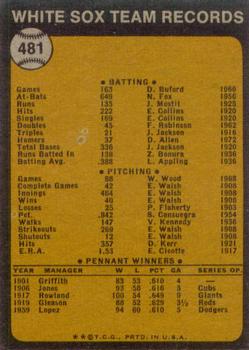 WHITE SOX TEAM RECORDS
481
BATTING
Games 163 D. Buford 1960
At-Bats 649 N. Fox 1956
Runs 135 J. Mostil 1925
Hits 222 E. Collins 1920
Singles 169 E. Collins 1920
Doubles 45 F. Robinson 1962
Triples 21 J. Jackson 1916
Homers 37 D. Allen 1972
Total Bases 336 J. Jackson 1920
Runs Batted In 138 Z. Bonura 1936
Batting Average .388 L. Appling 1936
PITCHING
Games 88 W. Wood 1968
Complete Games 42 E. Walsh 1908
Innings 464 E. Walsh 1908
Wins 40 E. Walsh 1908
Losses 25 P. Flaherty 1903
Pct. .842 S. Consuegra 1954
Walks 147 V. Kennedy 1936
Strikeouts 269 E. Walsh 1908
Shutouts 12 E. Walsh 1908
Hits 357 D. Kerr 1921
E.R.A. 1.53 E. Cicotte 1917
PENNANT WINNERS
YEAR MANAGER W L PCT GA SERIES OP.
1901 Griffith 83 53 .610 4 —
1906 Jones 93 58 .616 3 Cubs
1917 Rowland 100 54 .649 9 Giants
1919 Gleason 88 52 .629 3½ Reds
1959 Lopez 94 60 .610 5 Dodgers
★★©T.C.G., PRTD. IN U.S.A.